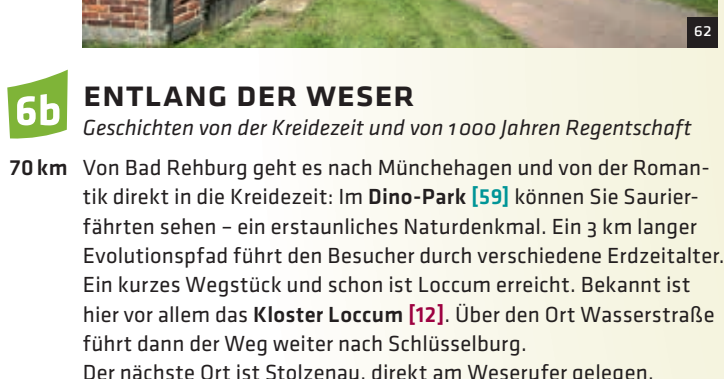 62
6b
ENTLANG DER WESER
Geschichten von der Kreidezeit und von 1000 Jahren Regentschaft
70 km Von Bad Rehburg geht es nach Münchehagen und von der Roman-
tik direkt in die Kreidezeit: Im Dino-Park [59] können Sie Saurier-
fährten sehen – ein erstaunliches Naturdenkmal. Ein 3 km langer
Evolutionspfad führt den Besucher durch verschiedene Erdzeitalter.
Ein kurzes Wegstück und schon ist Loccum erreicht. Bekannt ist
hier vor allem das Kloster Loccum [12]. Über den Ort Wasserstraße
führt dann der Weg weiter nach Schlüsselburg.
Der nächste Ort ist Stolzenau, direkt am Weserufer gelegen.